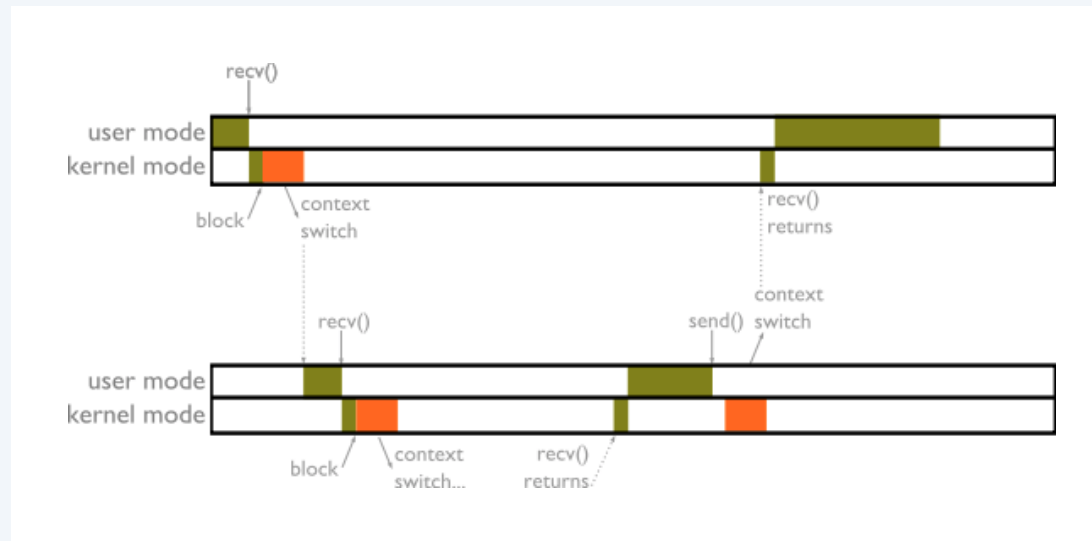 recv()
user mode
kernel mode
block
context
switch
recv()
returns
context
switch
recv()
send()
user mode
kernel mode
block
context
switch...
recv()
returns